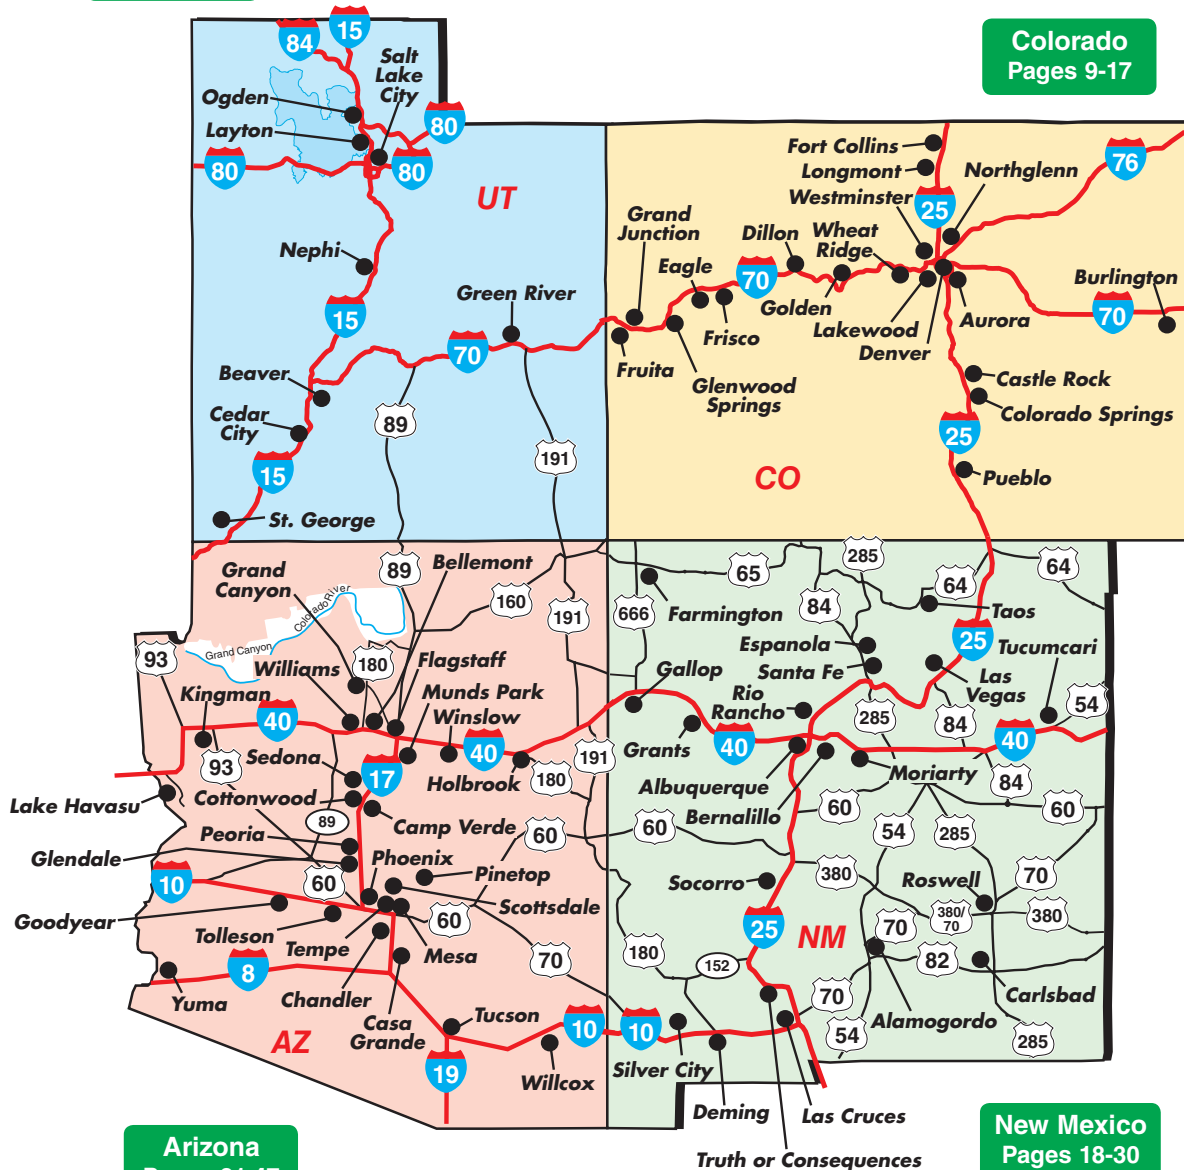 84
15
Salt
Lake
City
Colorado
Pages 9-17
Ogden
Layton
80
80
80
UT
Fort Collins
Longmont
Westminster
Northglenn
76
25
Grand
Junction
Dillon
Wheat
Ridge
Nephi
Eagle
70
Golden
Burlington
Green River
15
70
Frisco
Lakewood
Denver
Aurora
70
Fruita
Glenwood
Springs
Beaver
Castle Rock
Colorado Springs
Cedar
City
89
191
25
15
CO
Pueblo
St. George
Grand
Canyon
89
Bellemont
65
285
64
64
160
Colorado River
Grand Canyon
191
666
Farmington
84
Taos
93
180
Williams
Flagstaff
Espanola
Santa Fe
25
Tucumcari
Kingman
Munds Park
Gallop
Las
Vegas
40
Winslow
Rio
Rancho
285
84
54
93
Sedona
17
40
Holbrook
180
191
Grants
40
Albuquerque
Moriarty
40
84
Lake Havasu
Cottonwood
Bernalillo
60
60
89
Camp Verde
60
60
54
285
Peoria
Glendale
Phoenix
Pinetop
380
70
10
60
Scottsdale
Socorro
Roswell
Goodyear
60
380/
70
380
Tolleson
Tempe
Mesa
25
NM
70
82
8
70
180
152
Yuma
Chandler
Casa
Grande
Tucson
70
Carlsbad
10
10
Alamogordo
54
285
AZ
19
Willcox
Silver City
Deming
Las Cruces
Truth or Consequences
Arizona
New Mexico
Pages 18-30